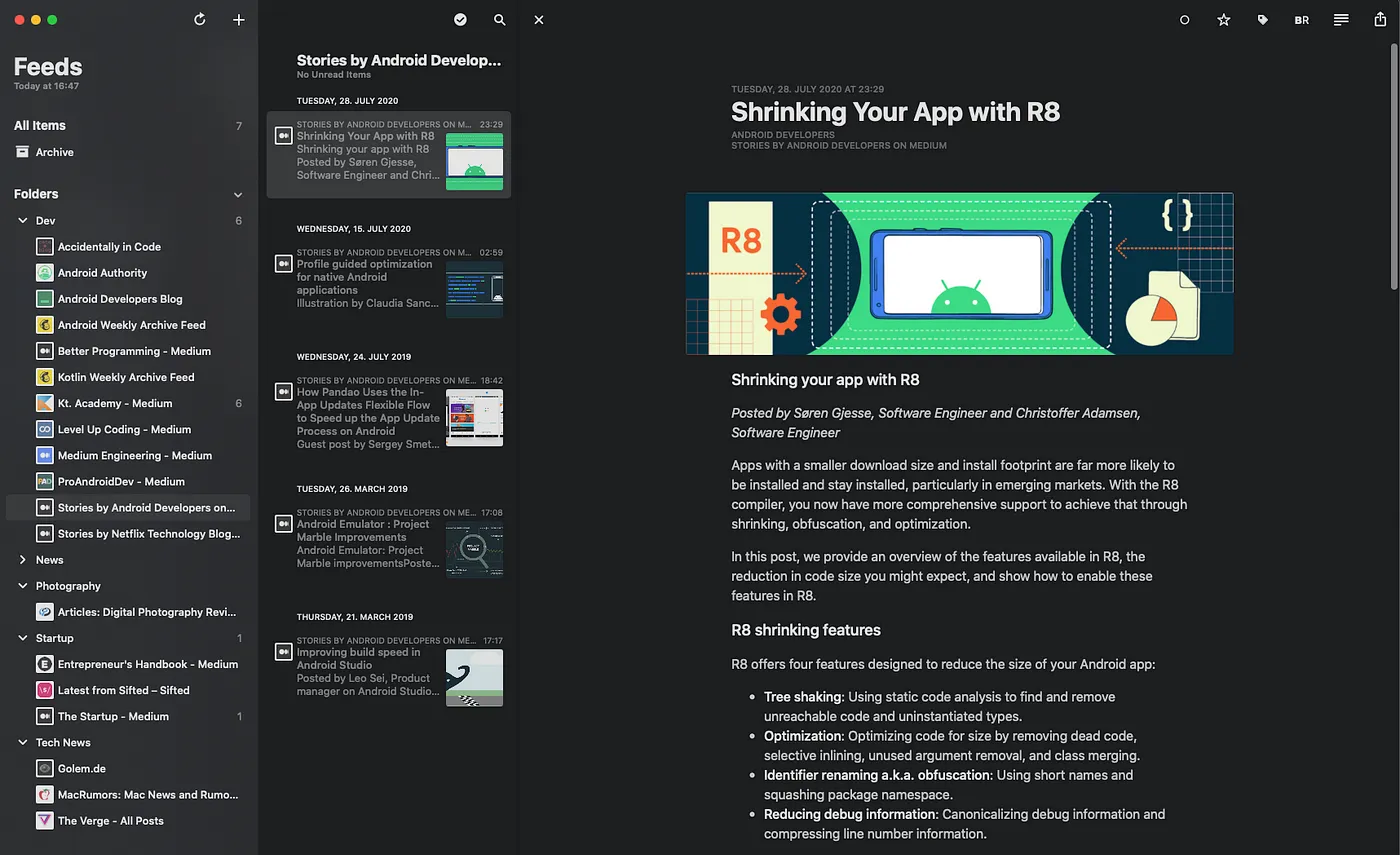 Feeds
Today at 16:47
All Items 7
Archive
Folders
Dev 6
Accidentally in Code
Android Authority
Android Developers Blog
Android Weekly Archive Feed
Better Programming - Medium
Kotlin Weekly Archive Feed
Kt. Academy - Medium 6
Level Up Coding - Medium
Medium Engineering - Medium
ProAndroidDev - Medium
Stories by Android Developers on...
Stories by Netflix Technology Blog...
News
Photography
Articles: Digital Photography Revi...
Startup 1
Entrepreneur's Handbook - Medium
Latest from Sifted – Sifted
The Startup - Medium 1
Tech News
Golem.de
MacRumors: Mac News and Rumo...
The Verge - All Posts
Stories by Android Develop...
No Unread Items
TUESDAY, 28. JULY 2020
STORIES BY ANDROID DEVELOPERS ON M... 23:29
Shrinking Your App with R8
Shrinking your app with R8
Posted by Søren Gjesse,
Software Engineer and Chri...
WEDNESDAY, 15. JULY 2020
STORIES BY ANDROID DEVELOPERS ON M... 02:59
Profile guided optimization
for native Android
applications
Illustration by Claudia Sanc...
WEDNESDAY, 24. JULY 2019
STORIES BY ANDROID DEVELOPERS ON ME... 18:42
How Pandao Uses the In-
App Updates Flexible Flow
to Speed up the App Update
Process on Android
Guest post by Sergey Smet...
TUESDAY, 26. MARCH 2019
STORIES BY ANDROID DEVELOPERS ON ME... 17:08
Android Emulator : Project
Marble Improvements
Android Emulator: Project
Marble improvementsPoste...
THURSDAY, 21. MARCH 2019
STORIES BY ANDROID DEVELOPERS ON ME... 17:17
Improving build speed in
Android Studio
Posted by Leo Sei, Product
manager on Android Studio...
BR
TUESDAY, 28. JULY 2020 AT 23:29
Shrinking Your App with R8
ANDROID DEVELOPERS
STORIES BY ANDROID DEVELOPERS ON MEDIUM
R8
{ }
Shrinking your app with R8
Posted by Søren Gjesse, Software Engineer and Christoffer Adamsen,
Software Engineer
Apps with a smaller download size and install footprint are far more likely to
be installed and stay installed, particularly in emerging markets. With the R8
compiler, you now have more comprehensive support to achieve that through
shrinking, obfuscation, and optimization.
In this post, we provide an overview of the features available in R8, the
reduction in code size you might expect, and show how to enable these
features in R8.
R8 shrinking features
R8 offers four features designed to reduce the size of your Android app:
• Tree shaking: Using static code analysis to find and remove
unreachable code and uninstantiated types.
• Optimization: Optimizing code for size by removing dead code,
selective inlining, unused argument removal, and class merging.
• Identifier renaming a.k.a. obfuscation: Using short names and
squashing package namespace.
• Reducing debug information: Canonicalizing debug information and
compressing line number information.